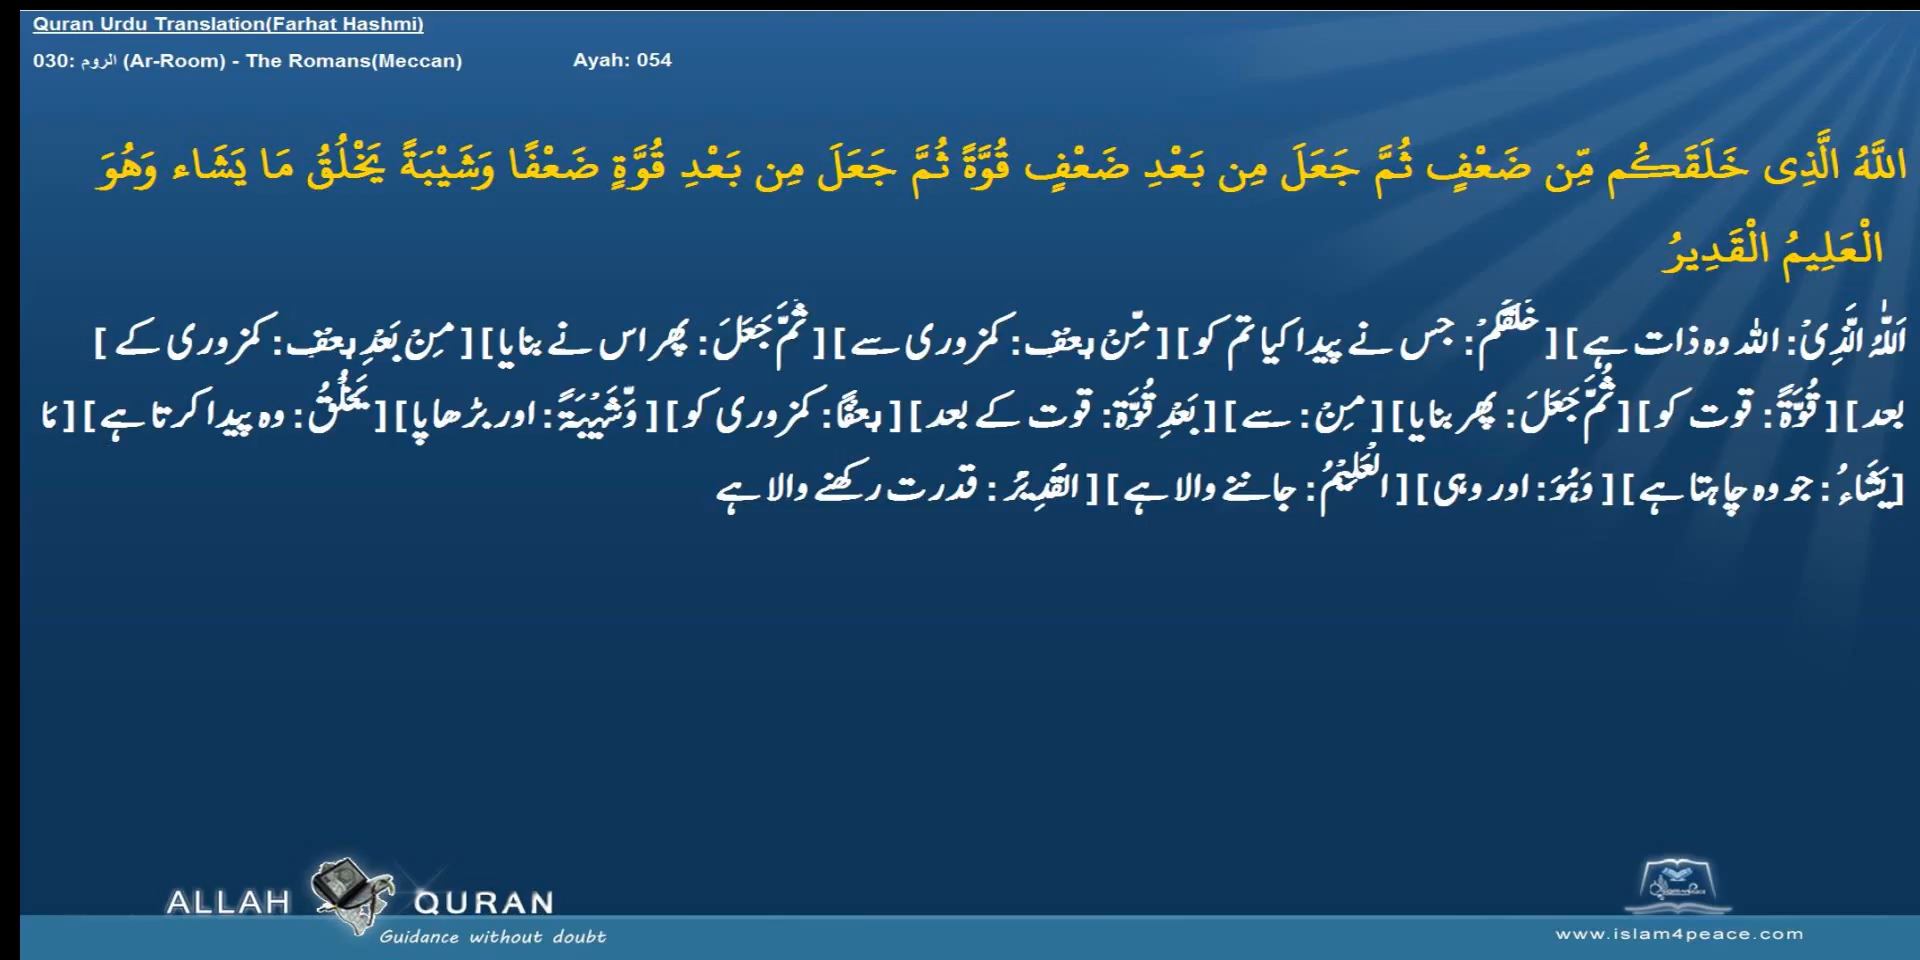 Quran Urdu Translation(Farhat Hashmi)
030: الروم (Ar-Room) - The Romans(Meccan) Ayah: 054
اللَّهُ الَّذِى خَلَقَكُم مِّن ضَعْفٍ ثُمَّ جَعَلَ مِن بَعْدِ ضَعْفٍ قُوَّةً ثُمَّ جَعَلَ مِن بَعْدِ قُوَّةٍ ضَعْفًا وَشَيْبَةً يَخْلُقُ مَا يَشَاء وَهُوَ
الْعَلِيمُ الْقَدِيرُ
اَللّٰهُ الَّذِىْ: اللہ وہ ذات ہے][ خَلَقَكُمْ: جس نے پیدا کیا تم کو][ مِّنْ ﺑﻌۡﻒ: کمزوری سے][ ثُمَّ جَعَلَ: پھر اس نے بنایا][ مِنْ بَعْدِ ﺑﻌۡﻒ: کمزوری کے ]
بعد][ قُوَّةً: قوت کو][ ثُمَّ جَعَلَ: پھر بنایا][ مِنْ: سے][ بَعْدِ قُوَّةٍ: قوت کے بعد][ ﺑﻌۡﻔًﺎ: کمزوری کو][ وَّشَيْبَةً: اور بڑھاپا][ يَخْلُقُ: وہ پیدا کرتا ہے][ مَا
[يَشَاءُ: جو وہ چاہتا ہے][ وَهُوَ: اور وہی][ الْعَلِيْمُ: جاننے والا ہے][ الْقَدِيْرُ: قدرت رکھنے والا ہے
ALLAH QURAN
Guidance without doubt
www.islam4peace.com